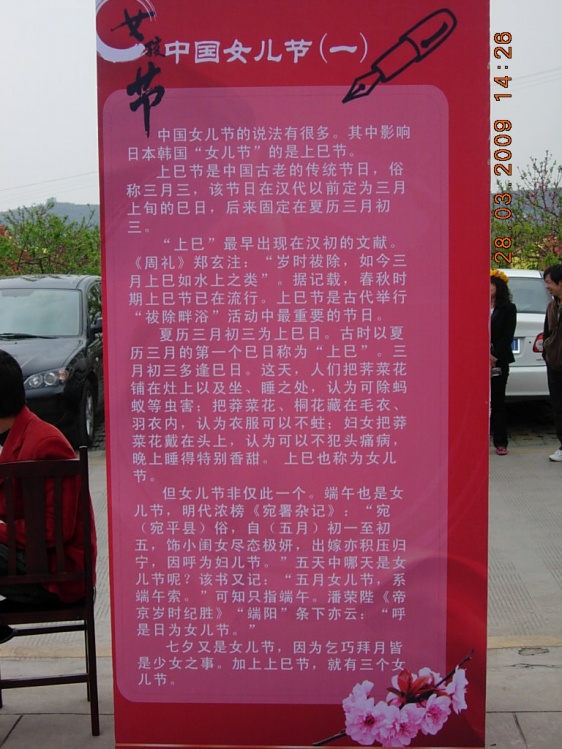 女孩节
中国女儿节(一)
中国女儿节的说法有很多。其中影响
日本韩国“女儿节”的是上巳节。
上巳节是中国古老的传统节日，俗
称三月三，该节日在汉代以前定为三月
上旬的巳日，后来固定在夏历三月初
三。
“上巳”最早出现在汉初的文献。
《周礼》郑玄注：“岁时祓除，如今三
月上巳如水上之类”。据记载，春秋时
期上巳节已在流行。上巳节是古代举行
“祓除畔浴”活动中最重要的节日。
夏历三月初三为上巳日。古时以夏
历三月的第一个巳日称为“上巳”。三
月初三多逢巳日。这天，人们把荠菜花
铺在灶上以及坐、睡之处，认为可除蚂
蚁等虫害；把荠菜花、桐花藏在毛衣、
羽衣内，认为衣服可以不蛀；妇女把荠
菜花戴在头上，认为可以不犯头痛病，
晚上睡得特别香甜。 上巳也称为女儿
节。
但女儿节非仅此一个。端午也是女
儿节，明代浓榜《宛署杂记》：“宛
（宛平县）俗，自（五月）初一至初
五，饰小闺女尽态极妍，出嫁亦积压归
宁，因呼为妇儿节。”五天中哪天是女
儿节呢？该书又记：“五月女儿节，系
端午索。”可知只指端午。潘荣陛《帝
京岁时纪胜》“端阳”条下亦云：“呼
是日为女儿节。”
七夕又是女儿节，因为乞巧拜月皆
是少女之事。加上上巳节，就有三个女
儿节。
28.03.2009 14:26